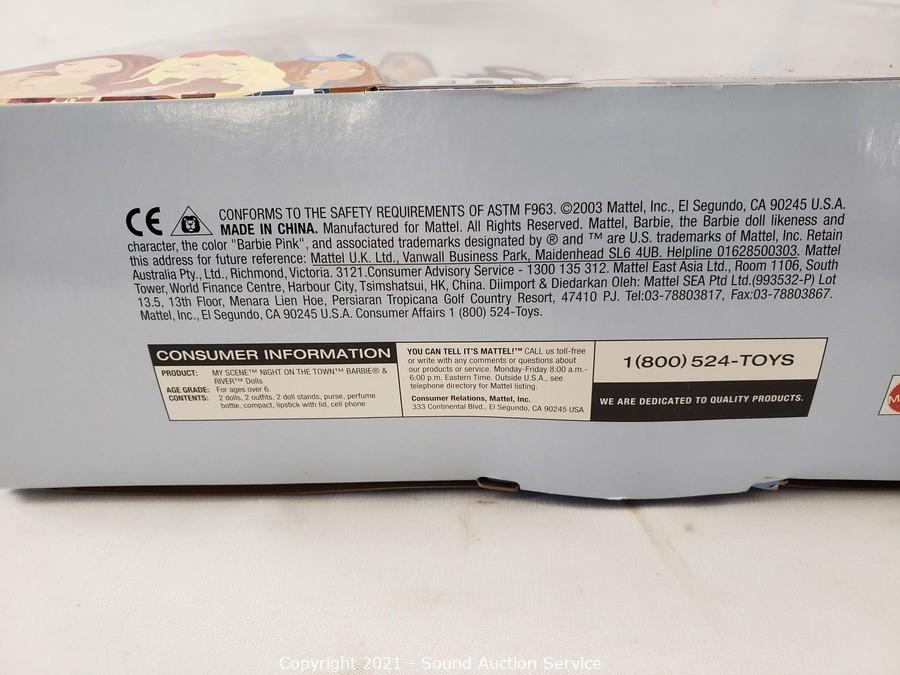 CE CONFORMS TO THE SAFETY REQUIREMENTS OF ASTM F963. ©2003 Mattel, Inc., El Segundo, CA 90245 U.S.A.
MADE IN CHINA. Manufactured for Mattel. All Rights Reserved. Mattel, Barbie, the Barbie doll likeness and
character, the color "Barbie Pink", and associated trademarks designated by ® and ™ are U.S. trademarks of Mattel, Inc. Retain
this address for future reference: Mattel U.K. Ltd., Vanwall Business Park, Maidenhead SL6 4UB. Helpline 01628500303. Mattel
Australia Pty., Ltd., Richmond, Victoria. 3121.Consumer Advisory Service - 1300 135 312. Mattel East Asia Ltd., Room 1106, South
Tower, World Finance Centre, Harbour City, Tsimshatsui, HK, China. Diimport & Diedarkan Oleh: Mattel SEA Ptd Ltd.(993532-P) Lot
13.5, 13th Floor, Menara Lien Hoe, Persiaran Tropicana Golf Country Resort, 47410 PJ. Tel:03-78803817, Fax:03-78803867.
Mattel, Inc., El Segundo, CA 90245 U.S.A. Consumer Affairs 1 (800) 524-Toys.
CONSUMER INFORMATION
PRODUCT: MY SCENE™ NIGHT ON THE TOWN™ BARBIE® &
RIVER™ Dolls
AGE GRADE: For ages over 6.
CONTENTS: 2 dolls, 2 outfits, 2 doll stands, purse, perfume
bottle, compact, lipstick with lid, cell phone
YOU CAN TELL IT'S MATTEL!™ CALL us toll-free
or write with any comments or questions about
our products or service. Monday-Friday 8:00 a.m.-
6:00 p.m. Eastern Time. Outside U.S.A., see
telephone directory for Mattel listing.
Consumer Relations, Mattel, Inc.
333 Continental Blvd., El Segundo, CA 90245 USA
1(800) 524-TOYS
WE ARE DEDICATED TO QUALITY PRODUCTS.
Copyright 2021 - Sound Auction Service